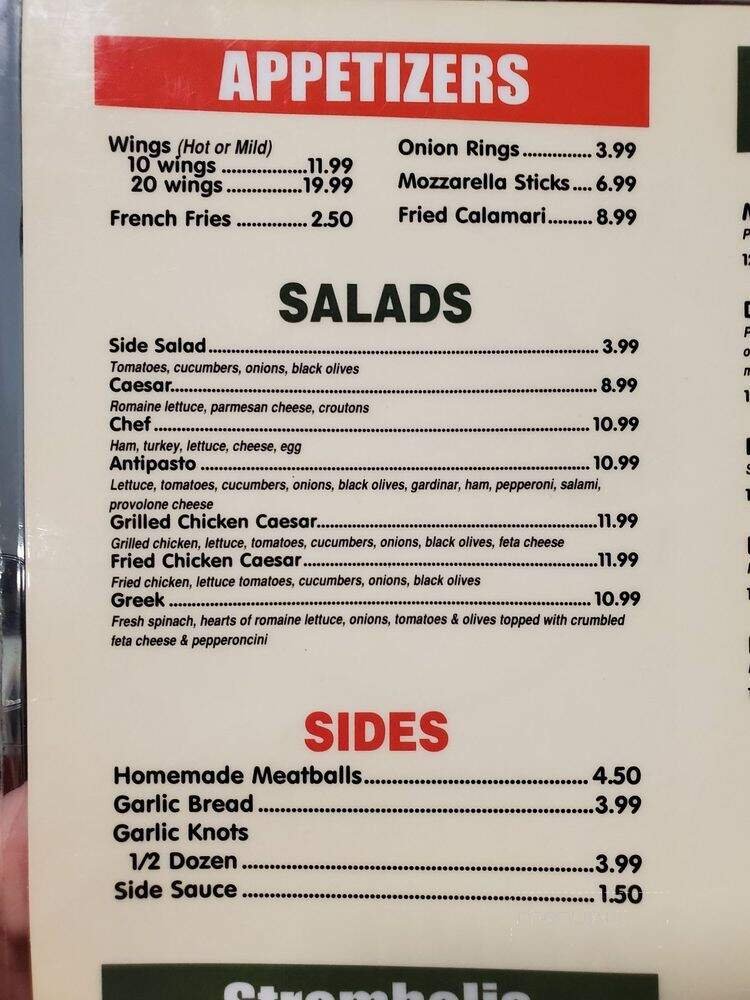 APPETIZERS
Wings (Hot or Mild)
10 wings ................. 11.99
20 wings ............... 19.99
French Fries .............. 2.50
Onion Rings .............. 3.99
Mozzarella Sticks .... 6.99
Fried Calamari ......... 8.99
SALADS
Side Salad ........ 3.99
Tomatoes, cucumbers, onions, black olives
Caesar ........ 8.99
Romaine lettuce, parmesan cheese, croutons
Chef ........ 10.99
Ham, turkey, lettuce, cheese, egg
Antipasto ........ 10.99
Lettuce, tomatoes, cucumbers, onions, black olives, gardinar, ham, pepperoni, salami,
provolone cheese
Grilled Chicken Caesar ........ 11.99
Grilled chicken, lettuce, tomatoes, cucumbers, onions, black olives, feta cheese
Fried Chicken Caesar ........ 11.99
Fried chicken, lettuce tomatoes, cucumbers, onions, black olives
Greek ........ 10.99
Fresh spinach, hearts of romaine lettuce, onions, tomatoes & olives topped with crumbled
feta cheese & pepperoncini
SIDES
Homemade Meatballs ........ 4.50
Garlic Bread ........ 3.99
Garlic Knots
1/2 Dozen ........ 3.99
Side Sauce ........ 1.50